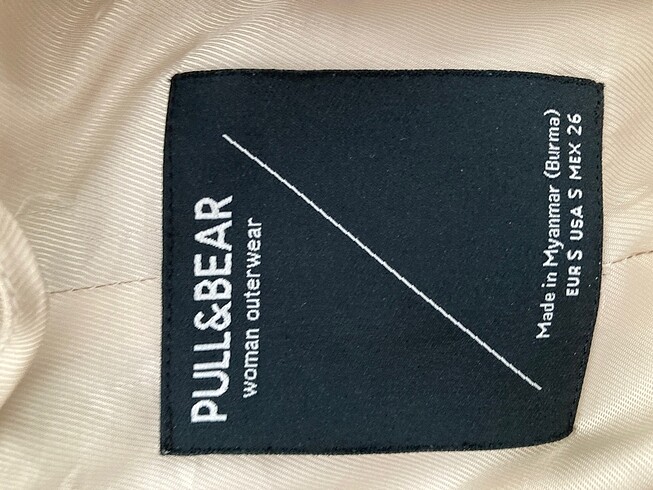 PULL&BEAR
woman outerwear
Made in Myanmar (Burma)
EUR S USA S MEX 26